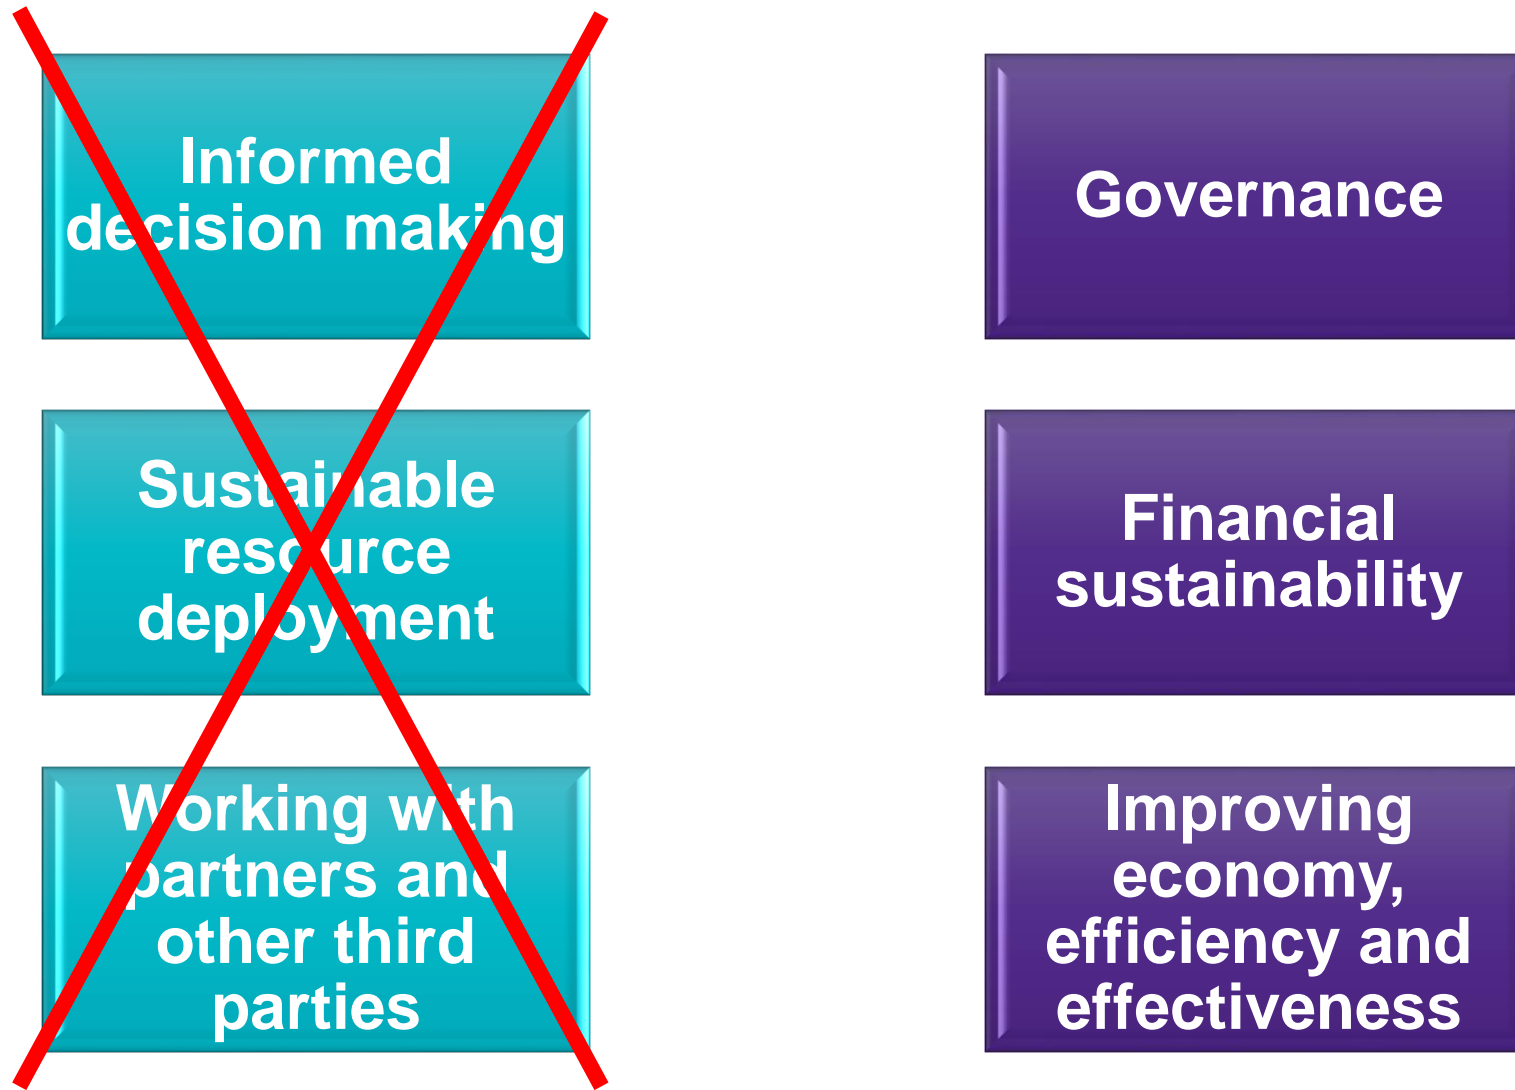 Informed
decision making
Sustainable
resource
deployment
Working with
partners and
other third
parties
Governance
Financial
sustainability
Improving
economy,
efficiency and
effectiveness